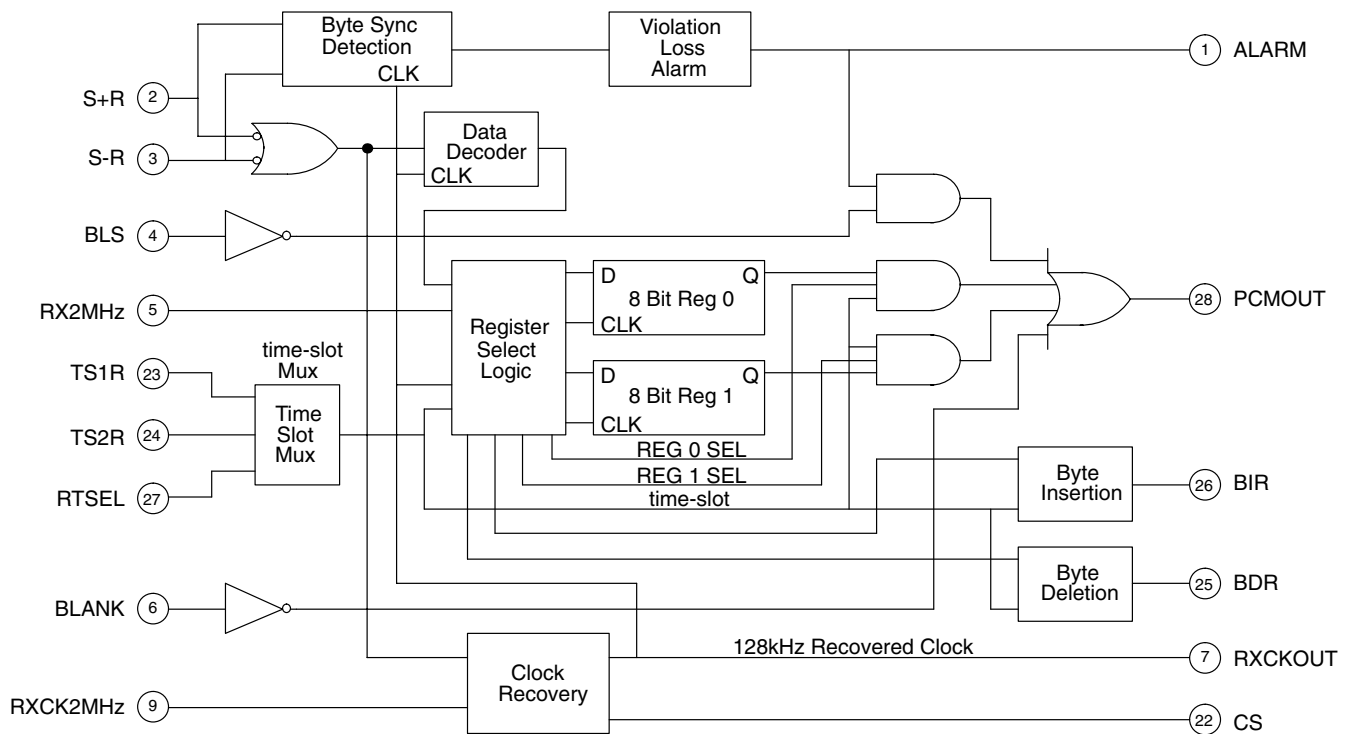 Byte Sync
Detection
CLK
Violation
Loss
Alarm
1 ALARM
S+R 2
S-R 3
Data
Decoder
CLK
BLS 4
RX2MHz 5
D Q
8 Bit Reg 0
CLK
Register
Select
Logic
28 PCMOUT
time-slot
Mux
TS1R 23
D Q
8 Bit Reg 1
CLK
Time
Slot
Mux
TS2R 24
RTSEL 27
REG 0 SEL
REG 1 SEL
time-slot
Byte
Insertion
26 BIR
Byte
Deletion
25 BDR
BLANK 6
128kHz Recovered Clock
7 RXCKOUT
Clock
Recovery
RXCK2MHz 9
22 CS